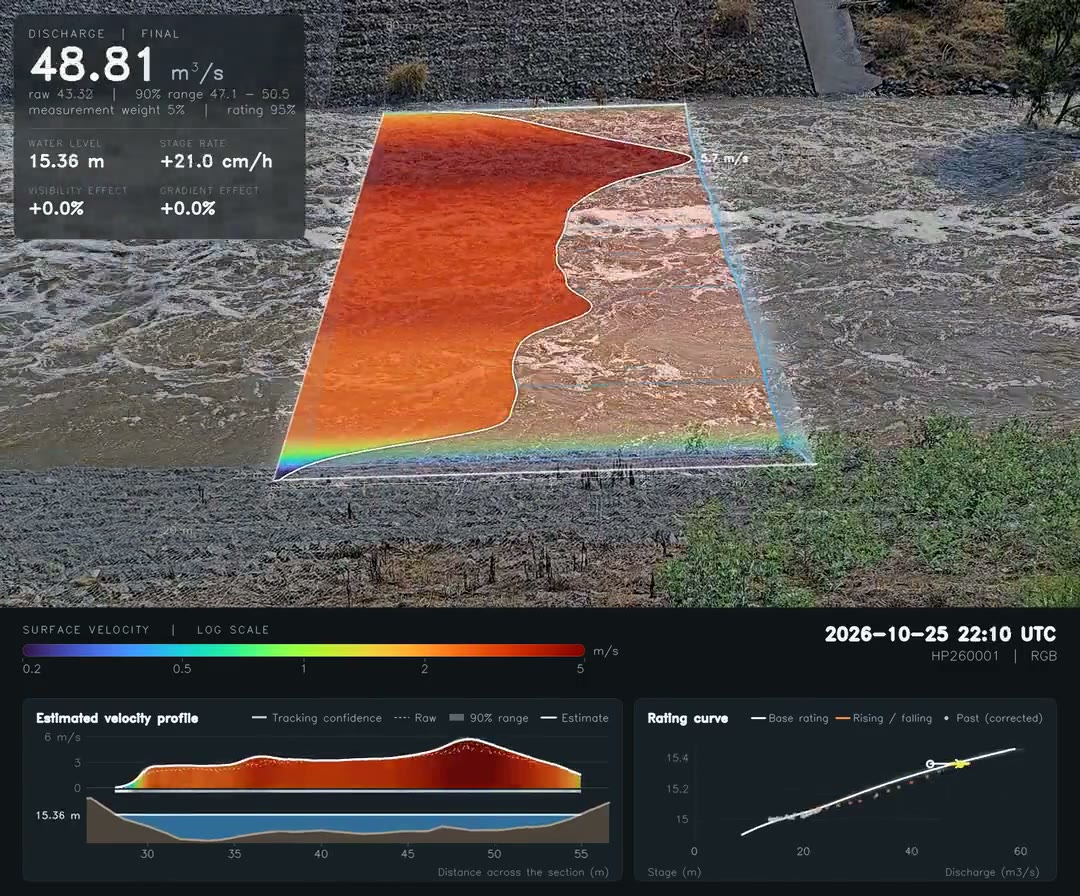 DISCHARGE | FINAL
48.81 m³/s
raw 43.32 | 90% range 47.1 – 50.5
measurement weight 5% | rating 95%
WATER LEVEL STAGE RATE
15.36 m +21.0 cm/h
VISIBILITY EFFECT GRADIENT EFFECT
+0.0% +0.0%
5.7 m/s
SURFACE VELOCITY | LOG SCALE
0.2 0.5 1 2 5 m/s
2026-10-25 22:10 UTC
HP260001 | RGB
Estimated velocity profile Tracking confidence Raw 90% range Estimate
6 m/s
3
0
15.36 m
30 35 40 45 50 55
Distance across the section (m)
Rating curve Base rating Rising / falling Past (corrected)
15.4
15.2
15
0 20 40 60
Stage (m) Discharge (m3/s)